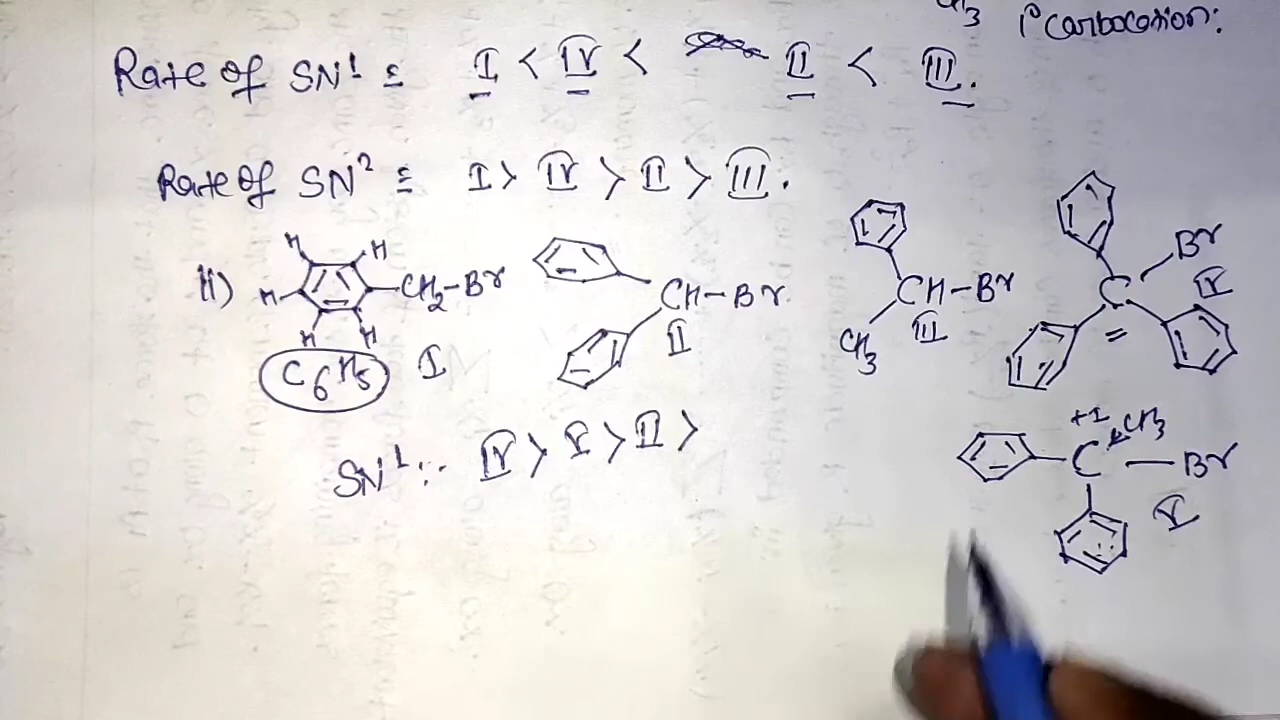 CH3 1° carbocation:
Rate of SN1 ≡ I < IV < II < III.
Rate of SN2 ≡ I > IV > II > III.
ii)
H H
H CH2-Br
H H
C6H5 I
CH-Br II
CH-Br III
CH3
C Br IV
+I CH3
C - Br
V
SN1 :- IV > V > II >